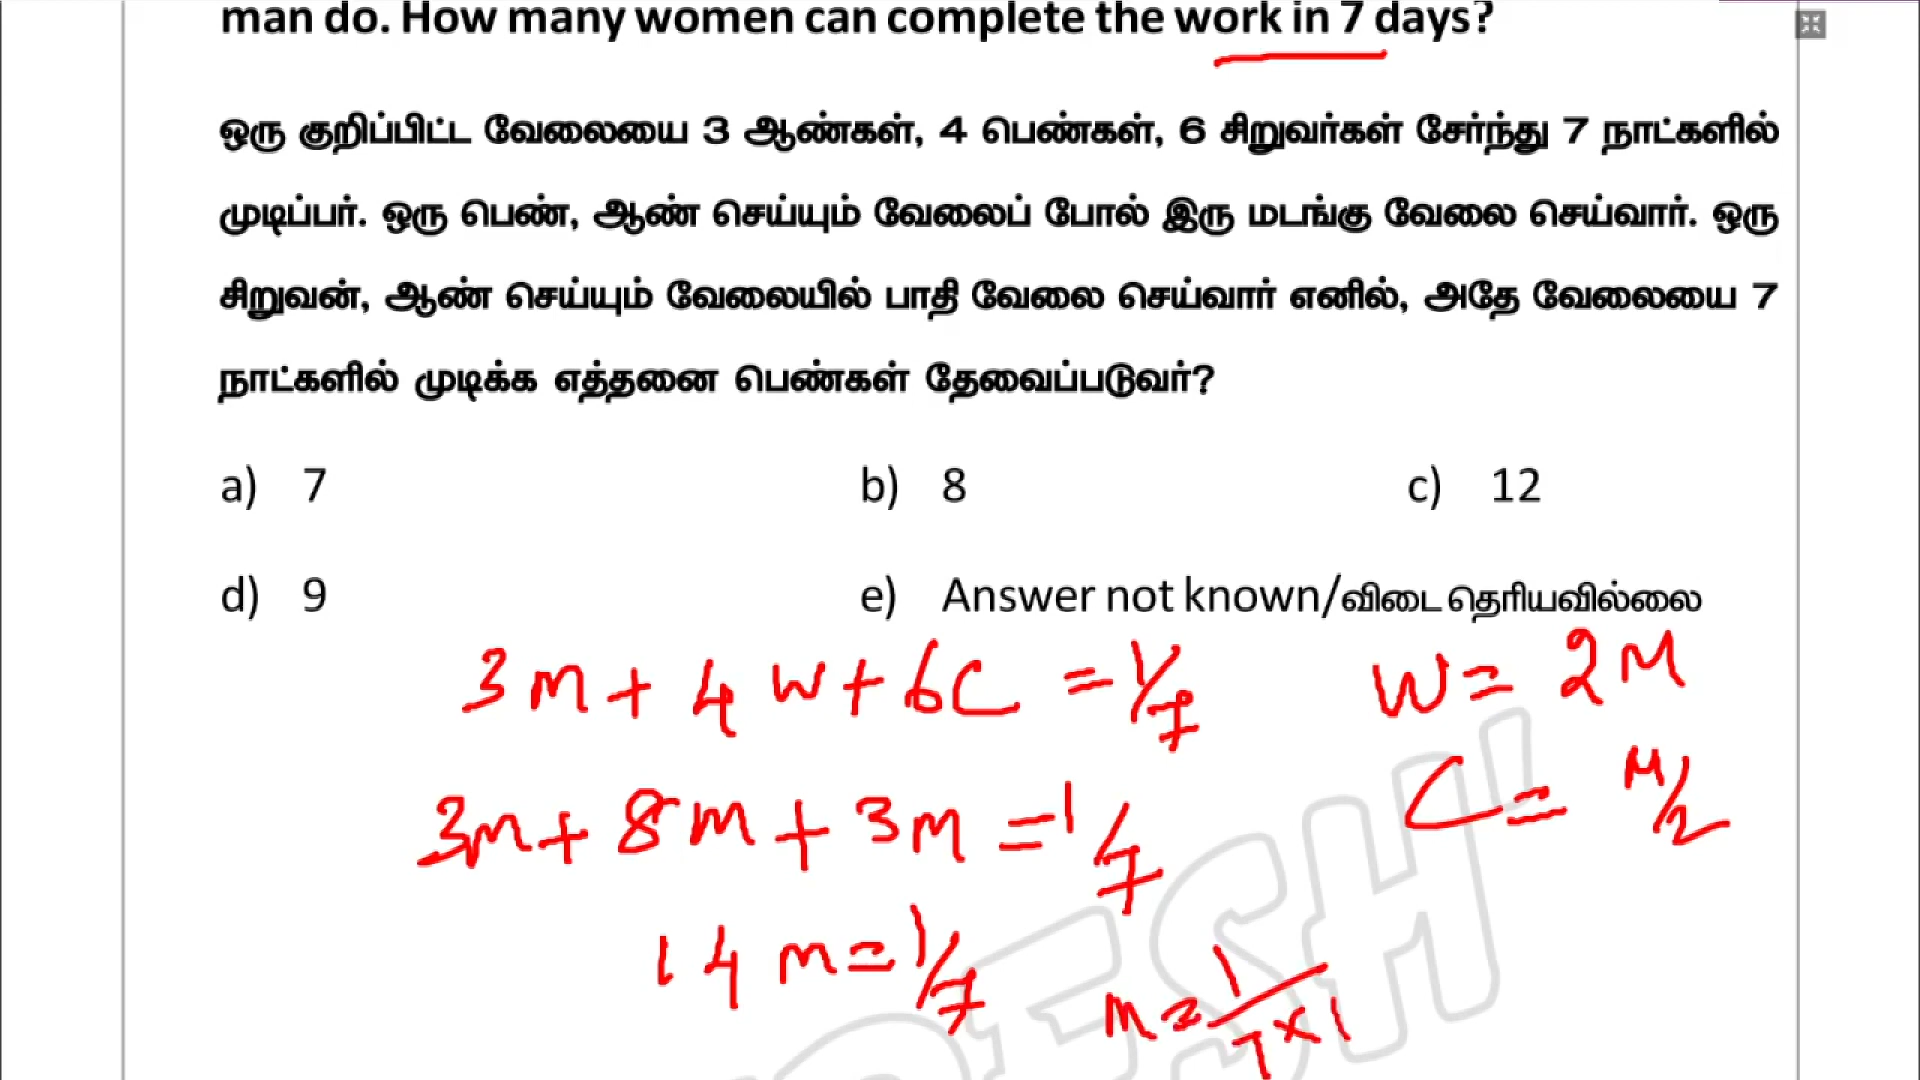 man do. How many women can complete the work in 7 days?
ஒரு குறிப்பிட்ட வேலையை 3 ஆண்கள், 4 பெண்கள், 6 சிறுவர்கள் சேர்ந்து 7 நாட்களில்
முடிப்பர். ஒரு பெண், ஆண் செய்யும் வேலைப் போல் இரு மடங்கு வேலை செய்வார். ஒரு
சிறுவன், ஆண் செய்யும் வேலையில் பாதி வேலை செய்வார் எனில், அதே வேலையை 7
நாட்களில் முடிக்க எத்தனை பெண்கள் தேவைப்படுவர்?
a) 7 b) 8 c) 12
d) 9 e) Answer not known/விடை தெரியவில்லை
3M + 4W + 6C = 1/7 W = 2M
C = M/2
3M + 8M + 3M = 1/7
14M = 1/7
M = 1/7×1